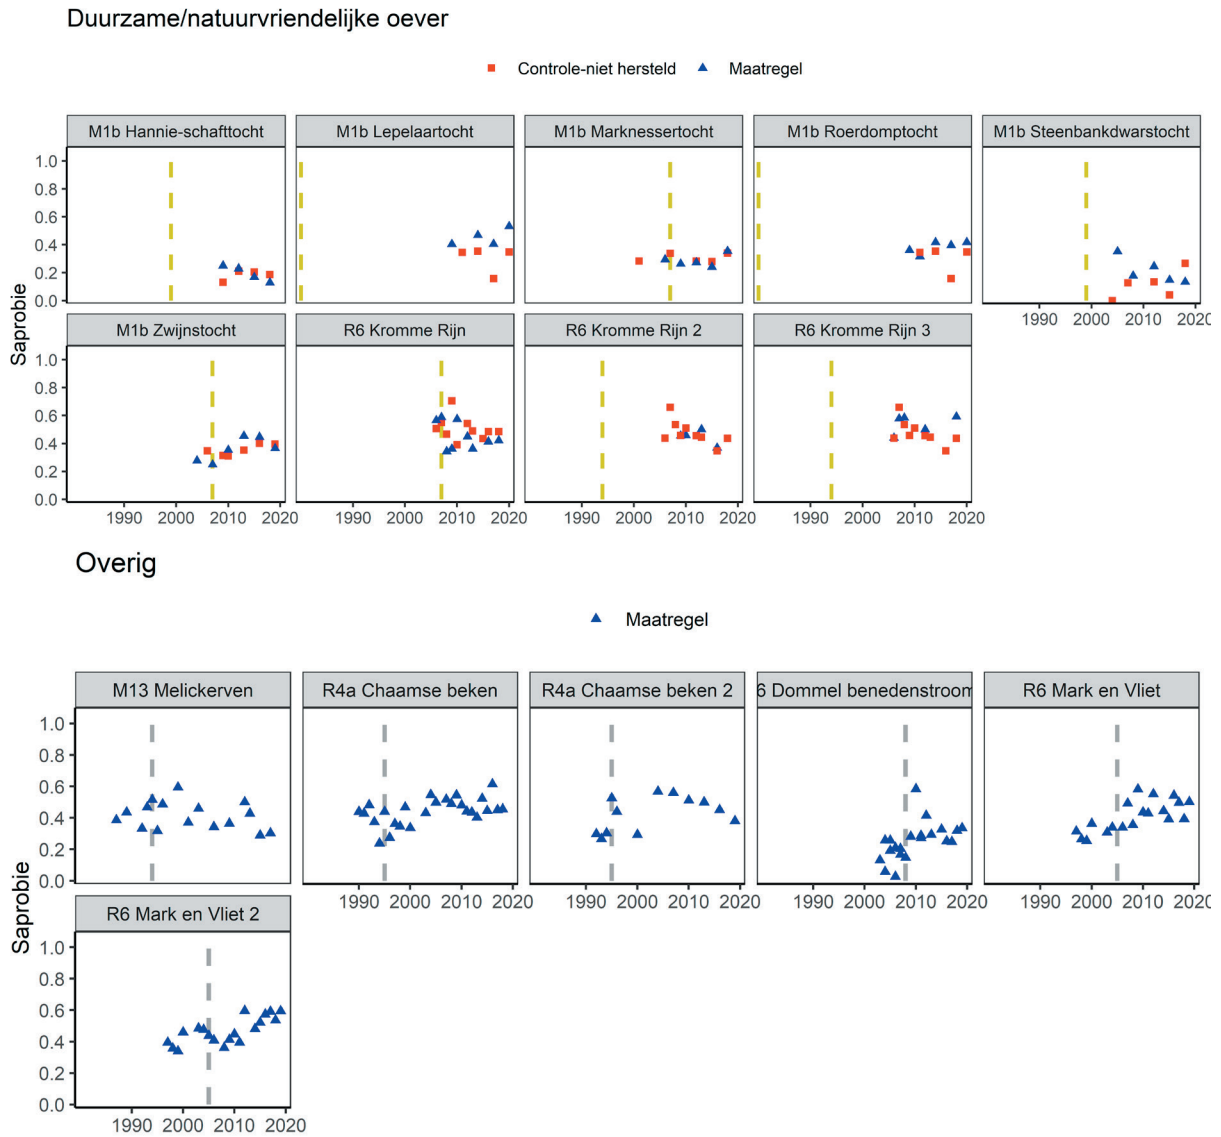 Duurzame/natuurvriendelijke oever
Controle-niet hersteld Maatregel
M1b Hannie-schafttocht M1b Lepelaartocht M1b Marknessertocht M1b Roerdomptocht M1b Steenbankdwarstocht
1.0
0.8
0.6
0.4
0.2
0.0
1990 2000 2010 2020
Saprobie
M1b Zwijnstocht R6 Kromme Rijn R6 Kromme Rijn 2 R6 Kromme Rijn 3
1.0
0.8
0.6
0.4
0.2
0.0
1990 2000 2010 2020 1990 2000 2010 2020 1990 2000 2010 2020 1990 2000 2010 2020
Overig
Maatregel
M13 Melickerven R4a Chaamse beken R4a Chaamse beken 2 6 Dommel benedenstroom R6 Mark en Vliet
1.0
0.8
0.6
0.4
0.2
0.0
1990 2000 2010 2020 1990 2000 2010 2020 1990 2000 2010 2020 1990 2000 2010 2020
Saprobie
R6 Mark en Vliet 2
1.0
0.8
0.6
0.4
0.2
0.0
1990 2000 2010 2020